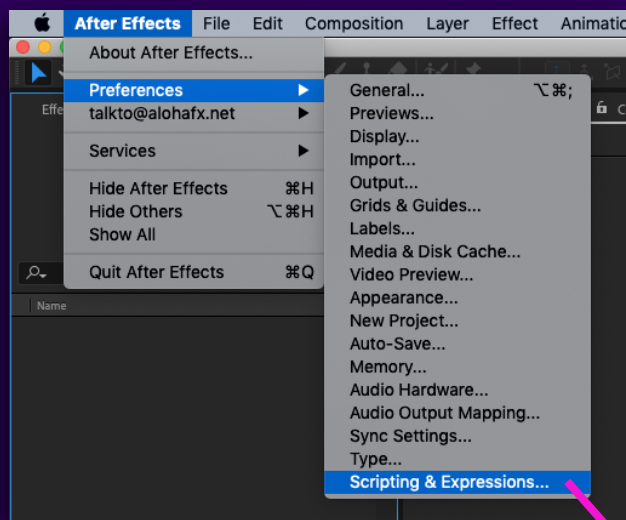 After Effects File Edit Composition Layer Effect
About After Effects...
Preferences
talkto@alohafx.net
Services
Hide After Effects ⌘H
Hide Others ⌥⌘H
Show All
Quit After Effects ⌘Q
Name
General... ⌥⌘;
Previews...
Display...
Import...
Output...
Grids & Guides...
Labels...
Media & Disk Cache...
Video Preview...
Appearance...
New Project...
Auto-Save...
Memory...
Audio Hardware...
Audio Output Mapping...
Sync Settings...
Type...
Scripting & Expressions...